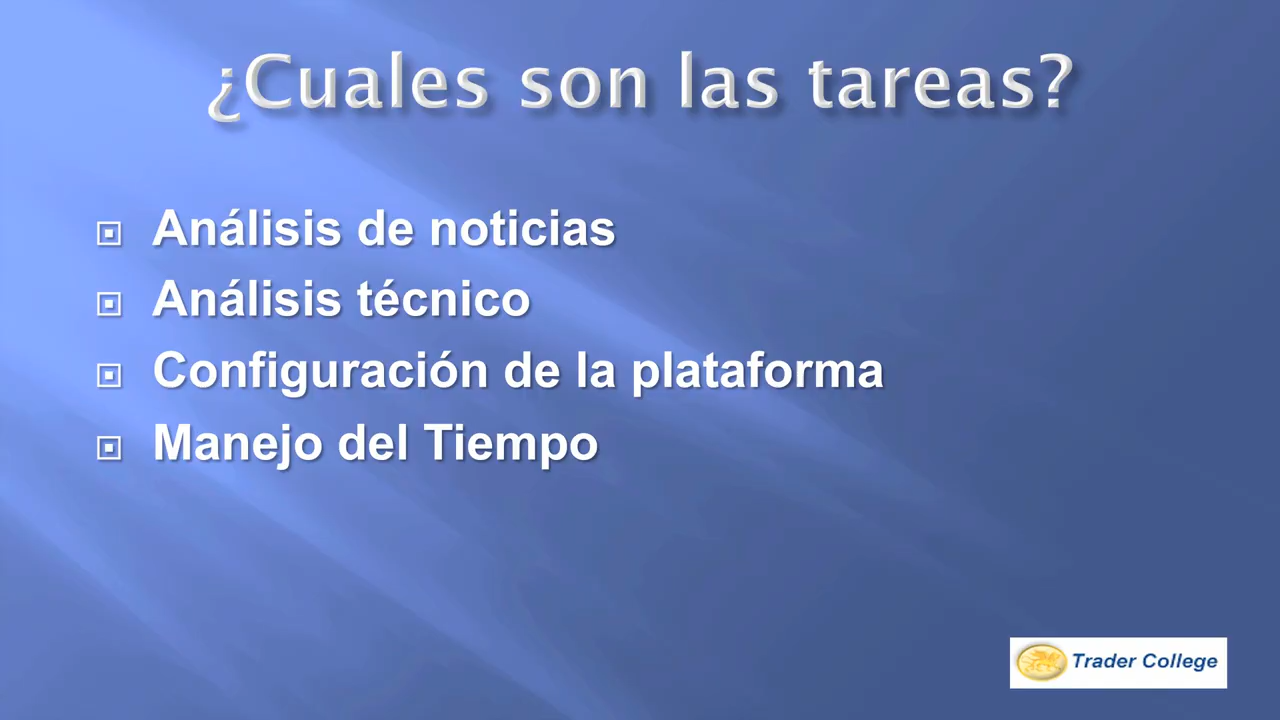 ¿Cuales son las tareas?
Análisis de noticias
Análisis técnico
Configuración de la plataforma
Manejo del Tiempo
Trader College